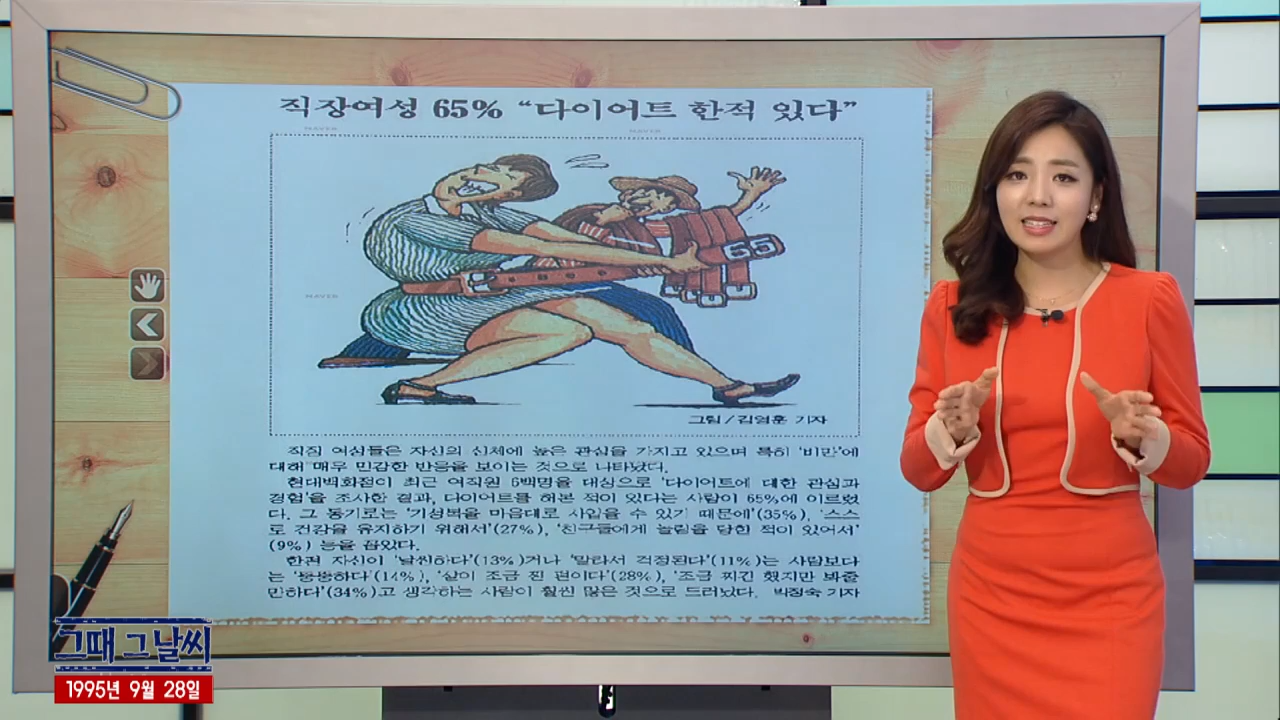 직장여성 65% “다이어트 한적 있다”
NAVER NAVER
65
NAVER
그림/김영훈 기자
직장 여성들은 자신의 신체에 높은 관심을 가지고 있으며 특히 ‘비만’에
대해 매우 민감한 반응을 보이는 것으로 나타났다.
현대백화점이 최근 여직원 6백명을 대상으로 ‘다이어트에 대한 관심과
경험’을 조사한 결과, 다이어트를 해본 적이 있다는 사람이 65%에 이르렀
다. 그 동기로는 ‘기성복을 마음대로 사입을 수 있기 때문에’(35%), ‘스스
로 건강을 유지하기 위해서’(27%), ‘친구들에게 놀림을 당한 적이 있어서’
(9%) 등을 꼽았다.
한편 자신이 ‘날씬하다’(13%)거나 ‘말라서 걱정된다’(11%)는 사람보다
는 ‘뚱뚱하다’(14%), ‘살이 조금 찐 편이다’(28%), ‘조금 찌긴 했지만 봐줄
만하다’(34%)고 생각하는 사람이 훨씬 많은 것으로 드러났다. 박정숙 기자
그때 그 날씨
1995년 9월 28일